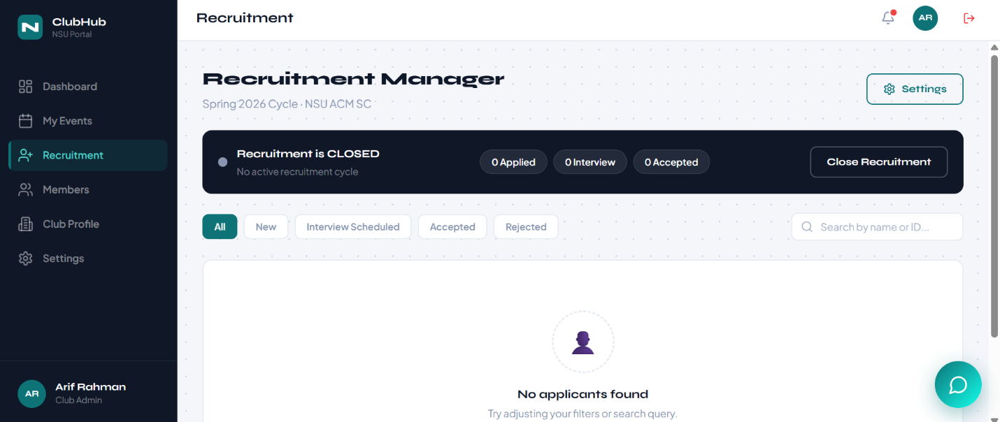 ClubHub
NSU Portal
Dashboard
My Events
Recruitment
Members
Club Profile
Settings
AR
Arif Rahman
Club Admin
Recruitment
AR
Recruitment Manager
Spring 2026 Cycle · NSU ACM SC
Settings
Recruitment is CLOSED
No active recruitment cycle
0 Applied
0 Interview
0 Accepted
Close Recruitment
All
New
Interview Scheduled
Accepted
Rejected
Search by name or ID...
No applicants found
Try adjusting your filters or search query.